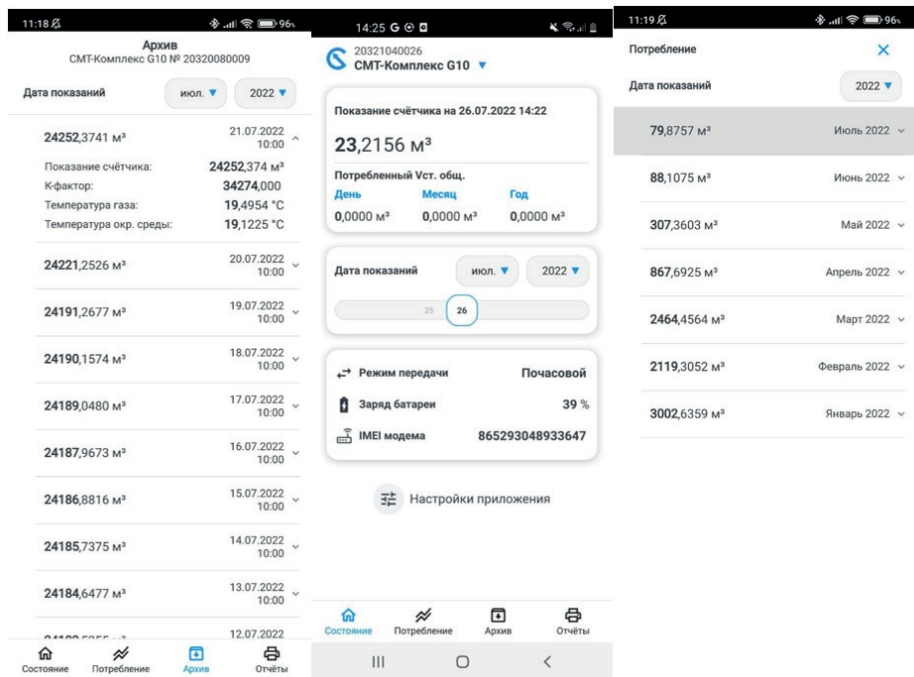 11:18
96%
Архив
СМТ-Комплекс G10 № 20320080009
Дата показаний
июл. ▼
2022 ▼
24252,3741 м³
21.07.2022
10:00
Показание счётчика:
24252,374 м³
К-фактор:
34274,000
Температура газа:
19,4954 °C
Температура окр. среды:
19,1225 °C
24221,2526 м³
20.07.2022
10:00
24191,2677 м³
19.07.2022
10:00
24190,1574 м³
18.07.2022
10:00
24189,0480 м³
17.07.2022
10:00
24187,9673 м³
16.07.2022
10:00
24186,8816 м³
15.07.2022
10:00
24185,7375 м³
14.07.2022
10:00
24184,6477 м³
13.07.2022
10:00
12.07.2022
Состояние
Потребление
Архив
Отчёты
14:25 G
20321040026
СМТ-Комплекс G10 ▼
Показание счётчика на 26.07.2022 14:22
23,2156 м³
Потребленный Vст. общ.
День
Месяц
Год
0,0000 м³
0,0000 м³
0,0000 м³
Дата показаний
июл. ▼
2022 ▼
25
26
Режим передачи
Почасовой
Заряд батареи
39 %
IMEI модема
865293048933647
Настройки приложения
Состояние
Потребление
Архив
Отчёты
11:19
96%
Потребление
Дата показаний
2022 ▼
79,8757 м³
Июль 2022
88,1075 м³
Июнь 2022
307,3603 м³
Май 2022
867,6925 м³
Апрель 2022
2464,4564 м³
Март 2022
2119,3052 м³
Февраль 2022
3002,6359 м³
Январь 2022